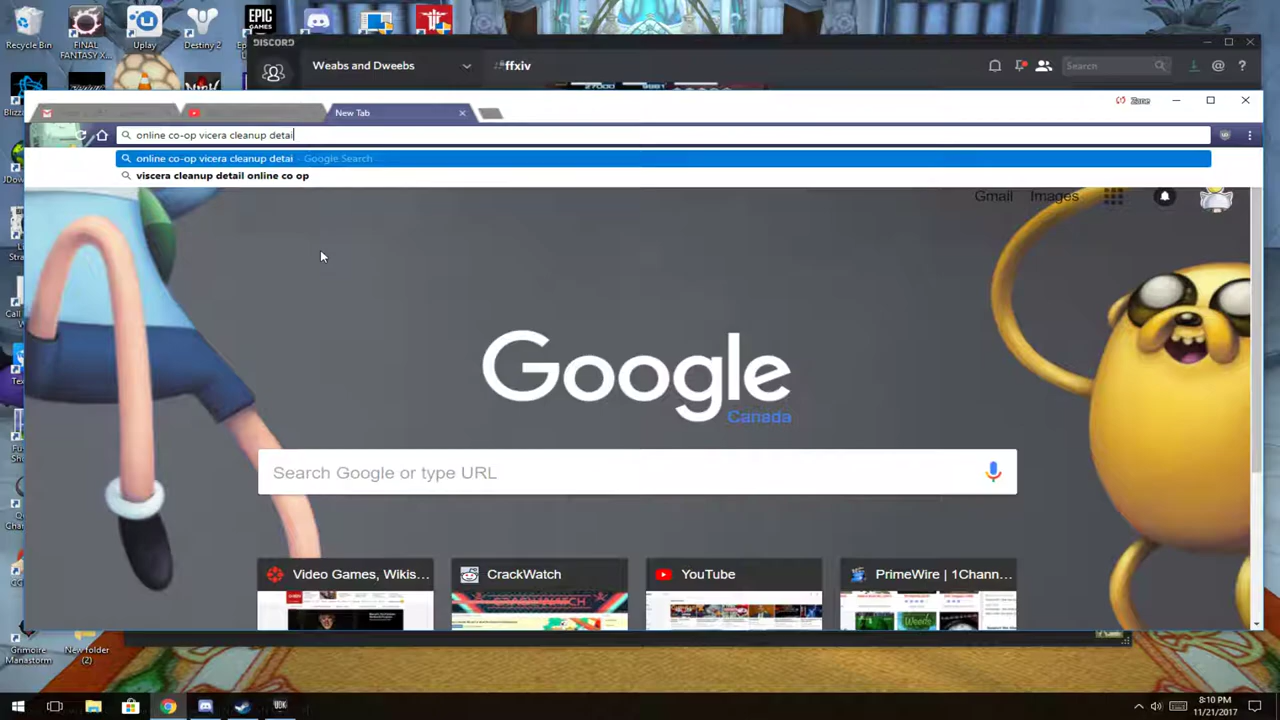 Recycle Bin
FINAL FANTASY X...
Uplay
Destiny 2
EPIC GAMES
DISCORD
Weabs and Dweebs
ffxiv
Search
New Tab
online co-op vicera cleanup detai
online co-op vicera cleanup detai - Google Search
viscera cleanup detail online co op
Gmail
Images
Google
Canada
Search Google or type URL
Video Games, Wikis...
CrackWatch
YouTube
PrimeWire | 1Chann...
Grimoire Manastorm
New folder (2)
8:10 PM
11/21/2017